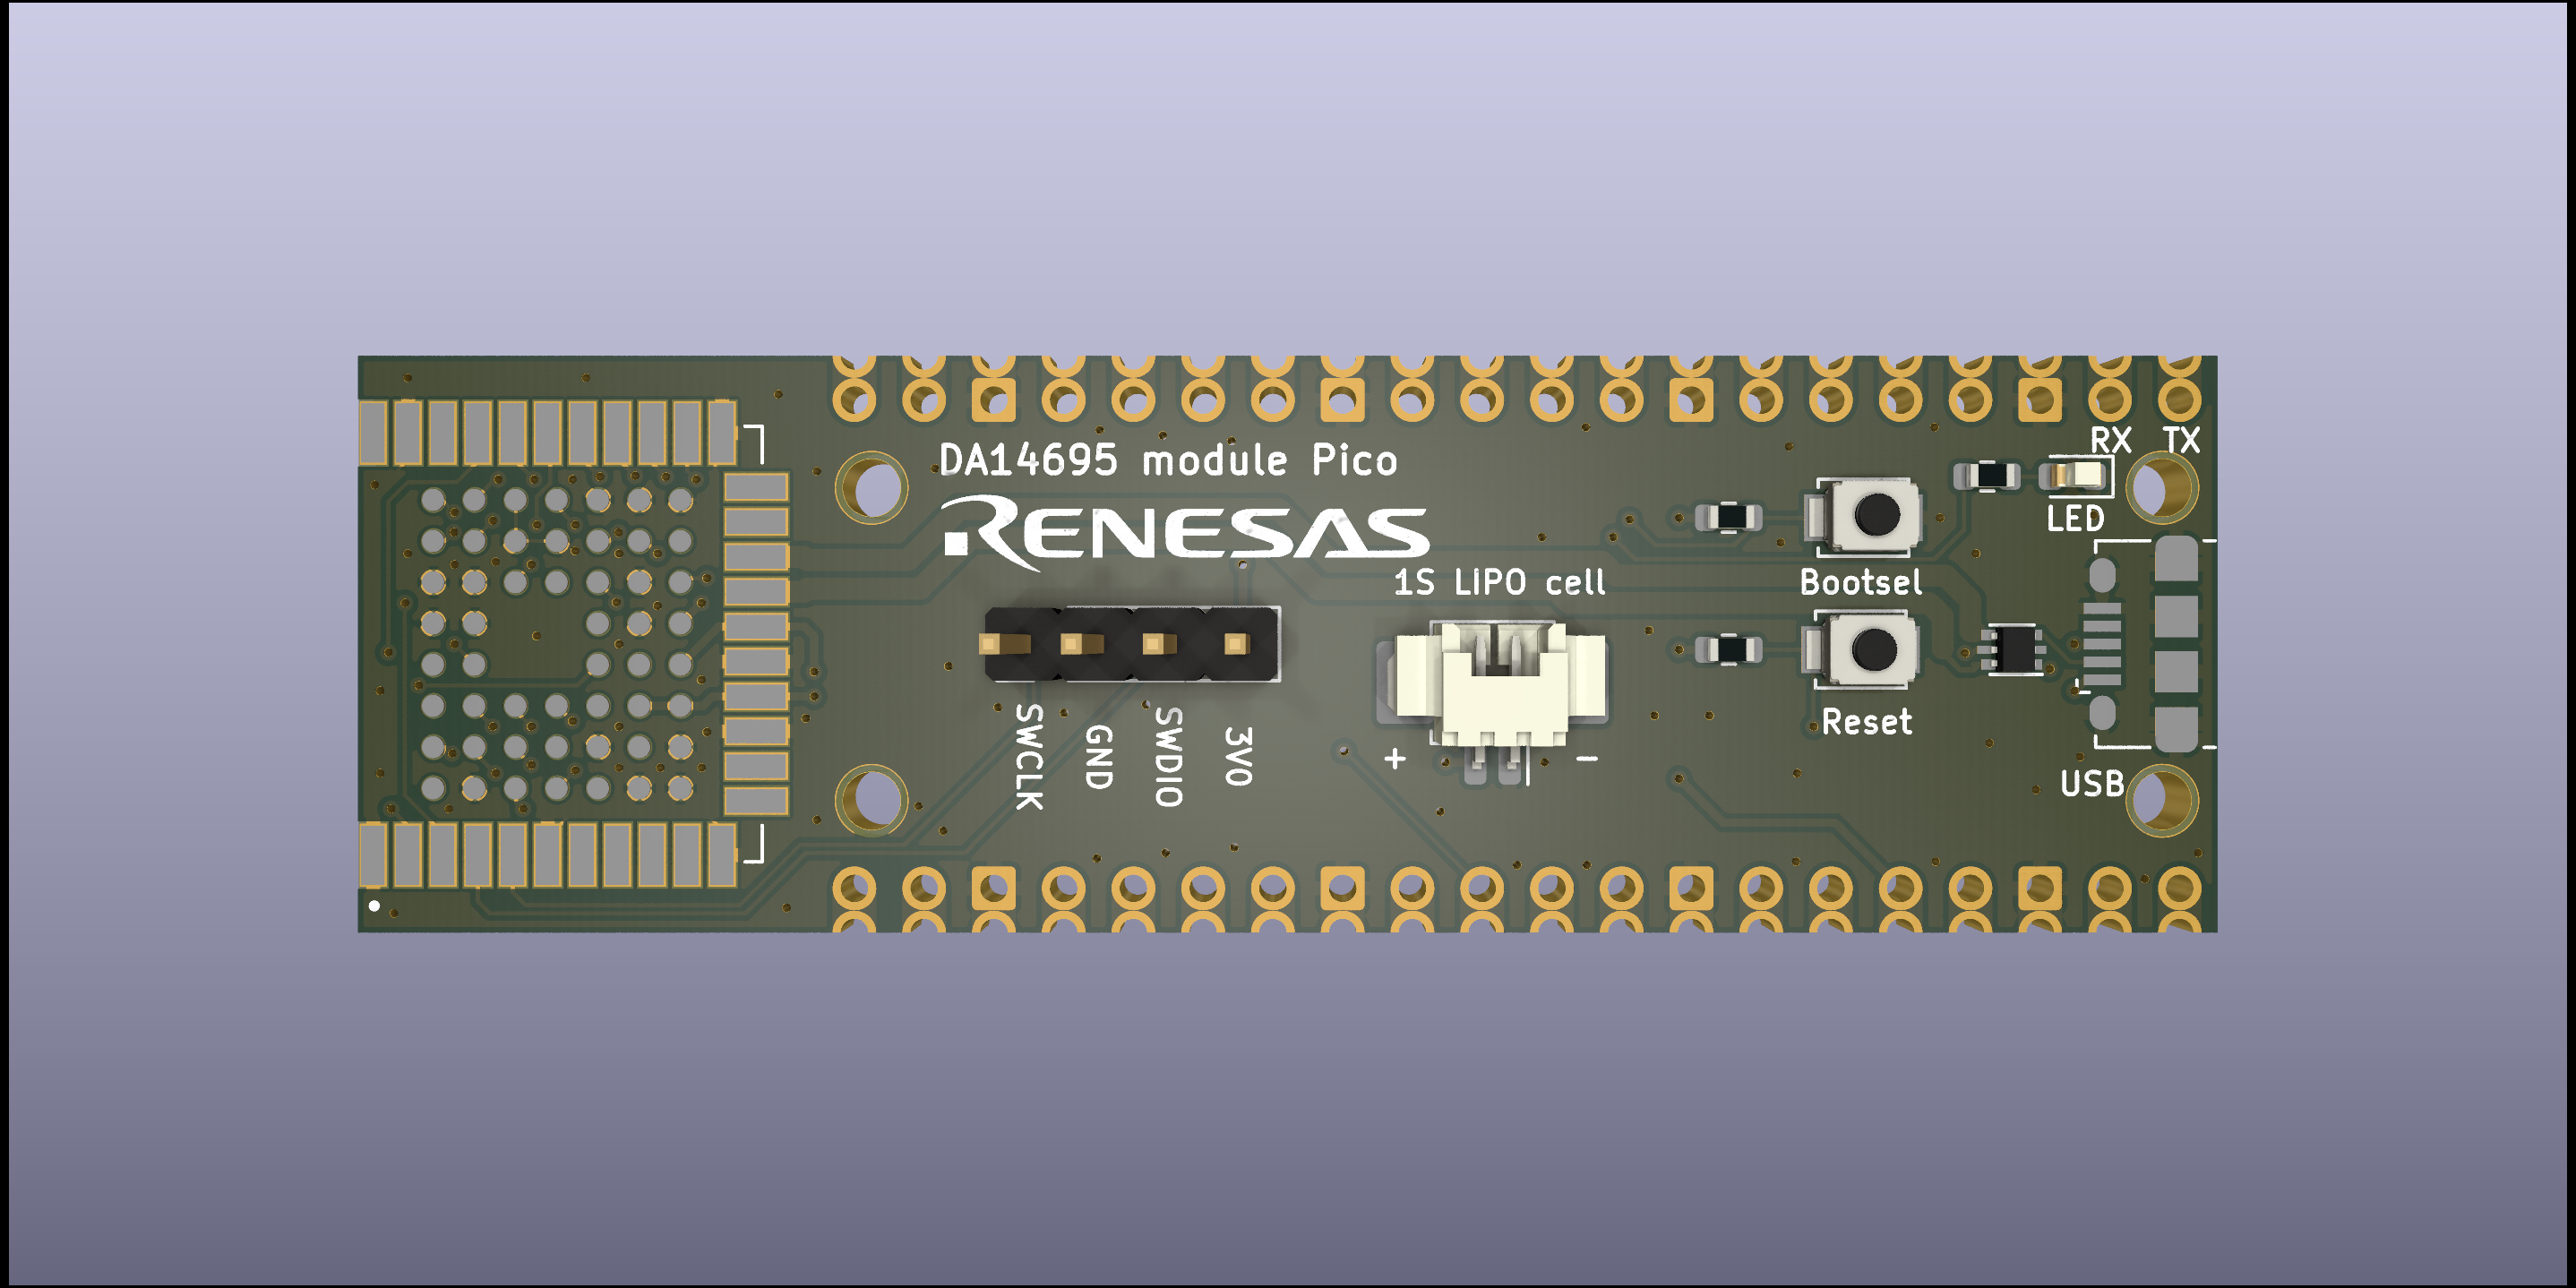 RX TX
DA14695 module Pico
RENESAS
LED
1S LiPO cell
Bootsel
SWCLK
GND
SWDIO
3V0
Reset
+ -
USB